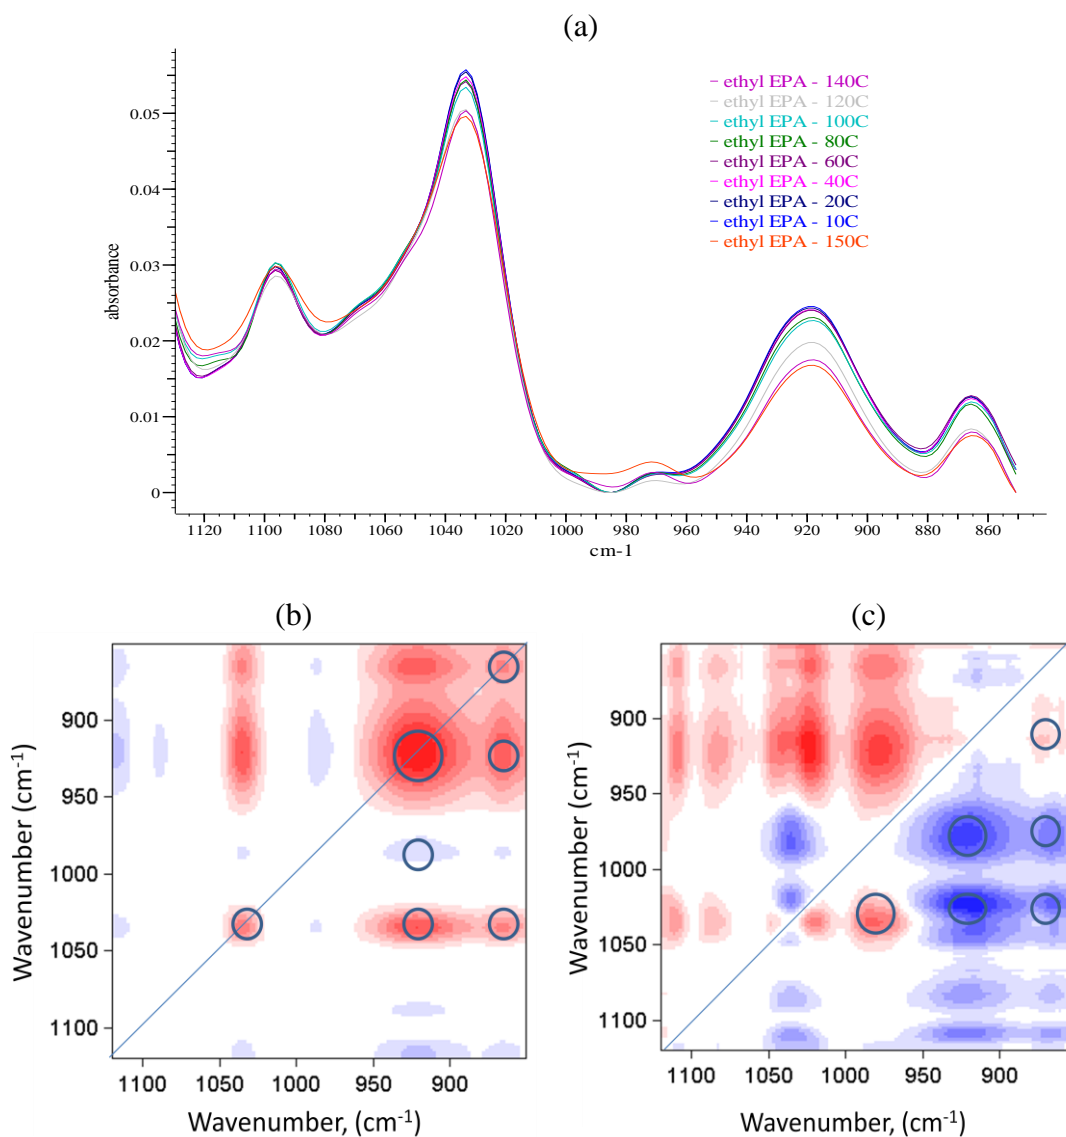 (a)
absorbance
0.05
0.04
0.03
0.02
0.01
0
ethyl EPA - 140C
ethyl EPA - 120C
ethyl EPA - 100C
ethyl EPA - 80C
ethyl EPA - 60C
ethyl EPA - 40C
ethyl EPA - 20C
ethyl EPA - 10C
ethyl EPA - 150C
1120 1100 1080 1060 1040 1020 1000 980 960 940 920 900 880 860
cm-1
(b)
Wavenumber (cm⁻¹)
900
950
1000
1050
1100
1100 1050 1000 950 900
Wavenumber, (cm⁻¹)
(c)
Wavenumber (cm⁻¹)
900
950
1000
1050
1100
1100 1050 1000 950 900
Wavenumber, (cm⁻¹)